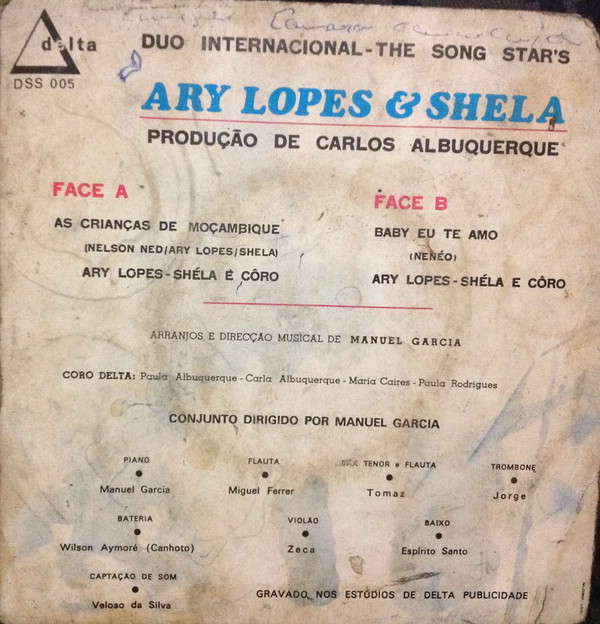 delta
DSS 005
DUO INTERNACIONAL-THE SONG STAR'S
ARY LOPES & SHELA
PRODUÇÃO DE CARLOS ALBUQUERQUE
FACE A
AS CRIANÇAS DE MOÇAMBIQUE
(NELSON NED/ARY LOPES/SHELA)
ARY LOPES-SHÉLA E CÔRO
FACE B
BABY EU TE AMO
(NENÉO)
ARY LOPES-SHÉLA E CÔRO
ARRANJOS E DIRECÇÃO MUSICAL DE MANUEL GARCIA
CORO DELTA: Paula Albuquerque-Carla Albuquerque-Maria Caires-Paula Rodrigues
CONJUNTO DIRIGIDO POR MANUEL GARCIA
PIANO
Manuel Garcia
FLAUTA
Miguel Ferrer
SAX TENOR e FLAUTA
Tomaz
TROMBONE
Jorge
BATERIA
Wilson Aymoré (Canhoto)
VIOLÃO
Zeca
BAIXO
Espírito Santo
CAPTAÇÃO DE SOM
Veloso da Silva
GRAVADO NOS ESTÚDIOS DE DELTA PUBLICIDADE